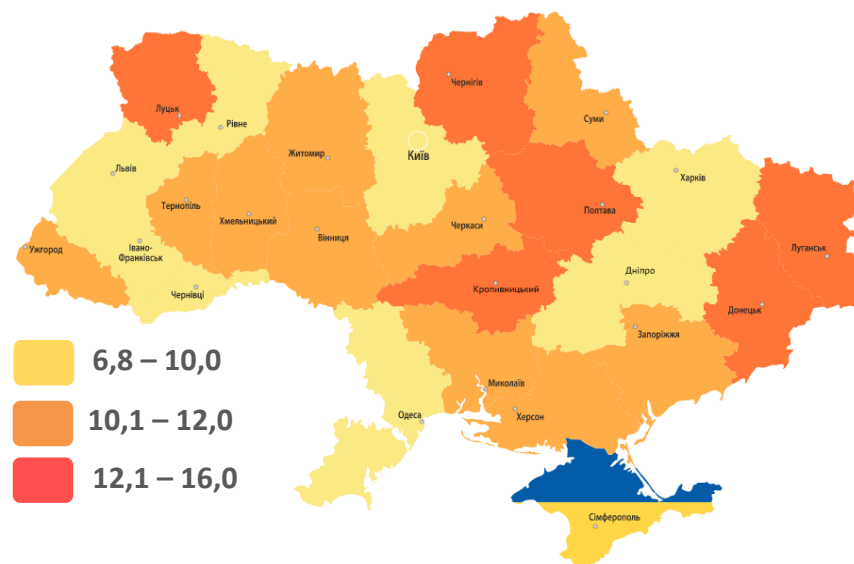 Чернігів
Луцьк
Рівне
Суми
Житомир
Київ
Львів
Харків
Тернопіль
Хмельницький
Полтава
Черкаси
Вінниця
Ужгород
Івано-
Франківськ
Луганськ
Дніпро
Чернівці
Кропивницький
Донецьк
Запоріжжя
6,8 – 10,0
Миколаїв
Херсон
Одеса
10,1 – 12,0
12,1 – 16,0
Сімферополь